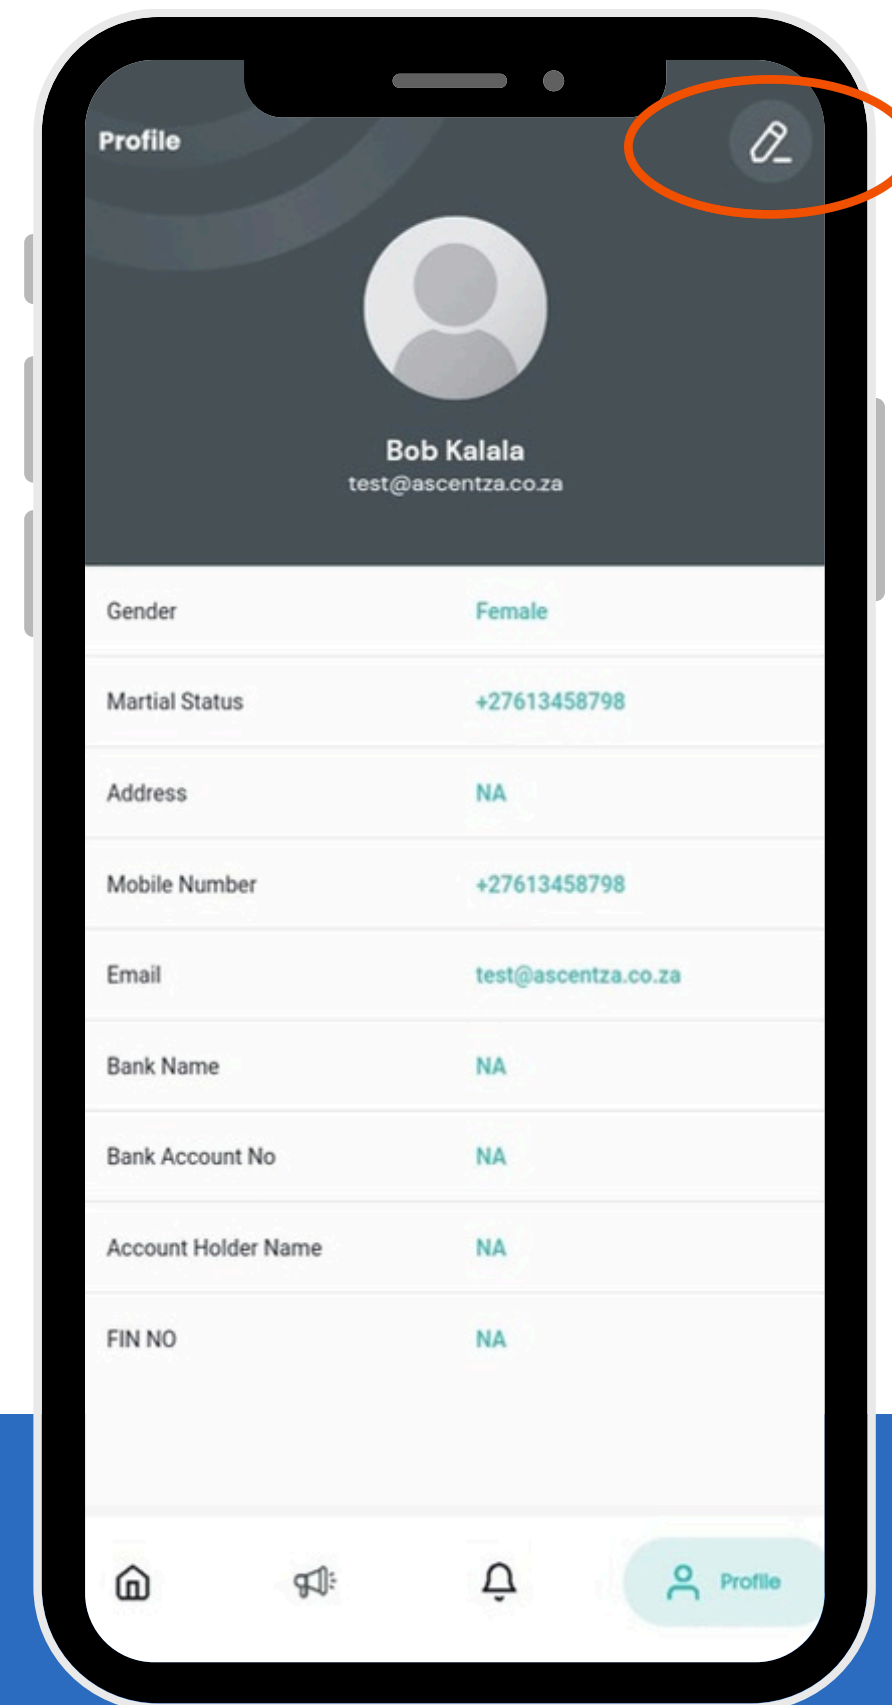 Profile
Bob Kalala
test@ascentza.co.za
Gender Female
Martial Status +27613458798
Address NA
Mobile Number +27613458798
Email test@ascentza.co.za
Bank Name NA
Bank Account No NA
Account Holder Name NA
FIN NO NA
Profile